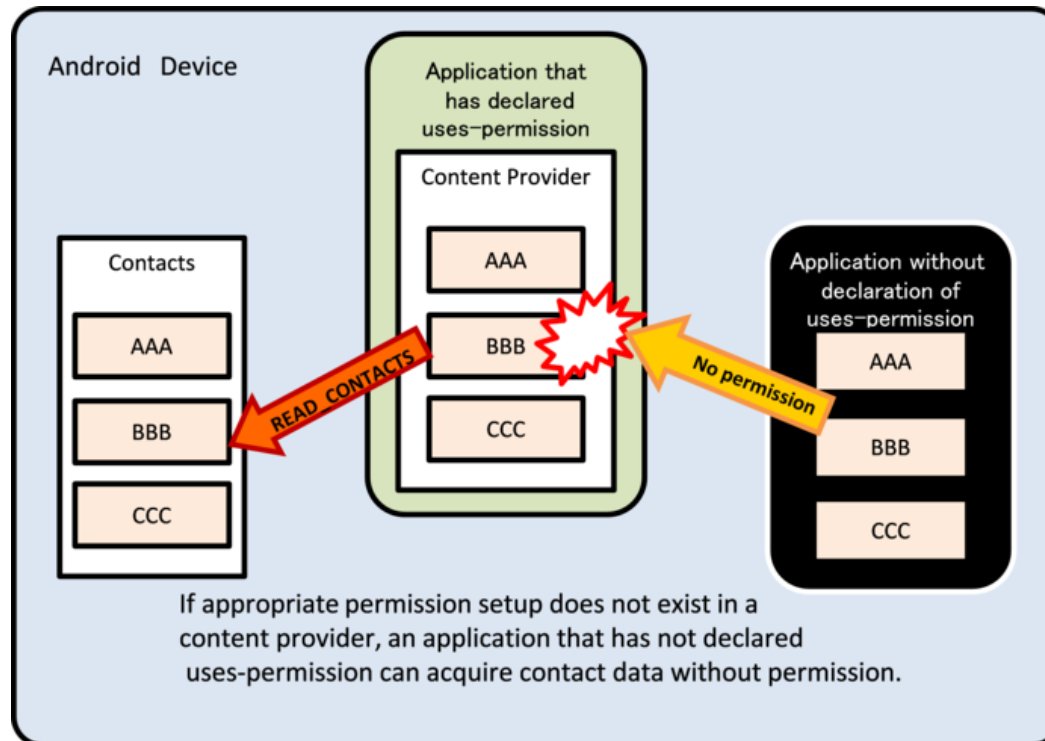 Android Device
Application that
has declared
uses-permission
Content Provider
AAA
BBB
CCC
Contacts
AAA
BBB
CCC
READ_CONTACTS
No permission
Application without
declaration of
uses-permission
AAA
BBB
CCC
If appropriate permission setup does not exist in a
content provider, an application that has not declared
uses-permission can acquire contact data without permission.